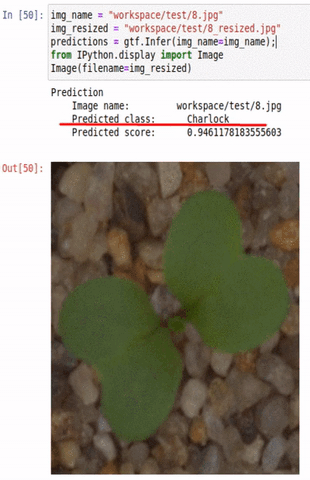 In [50]: img_name = "workspace/test/8.jpg"
img_resized = "workspace/test/8_resized.jpg"
predictions = gtf.Infer(img_name=img_name);
from IPython.display import Image
Image(filename=img_resized)
Prediction
Image name: workspace/test/8.jpg
Predicted class: Charlock
Predicted score: 0.9461178183555603
Out[50]: